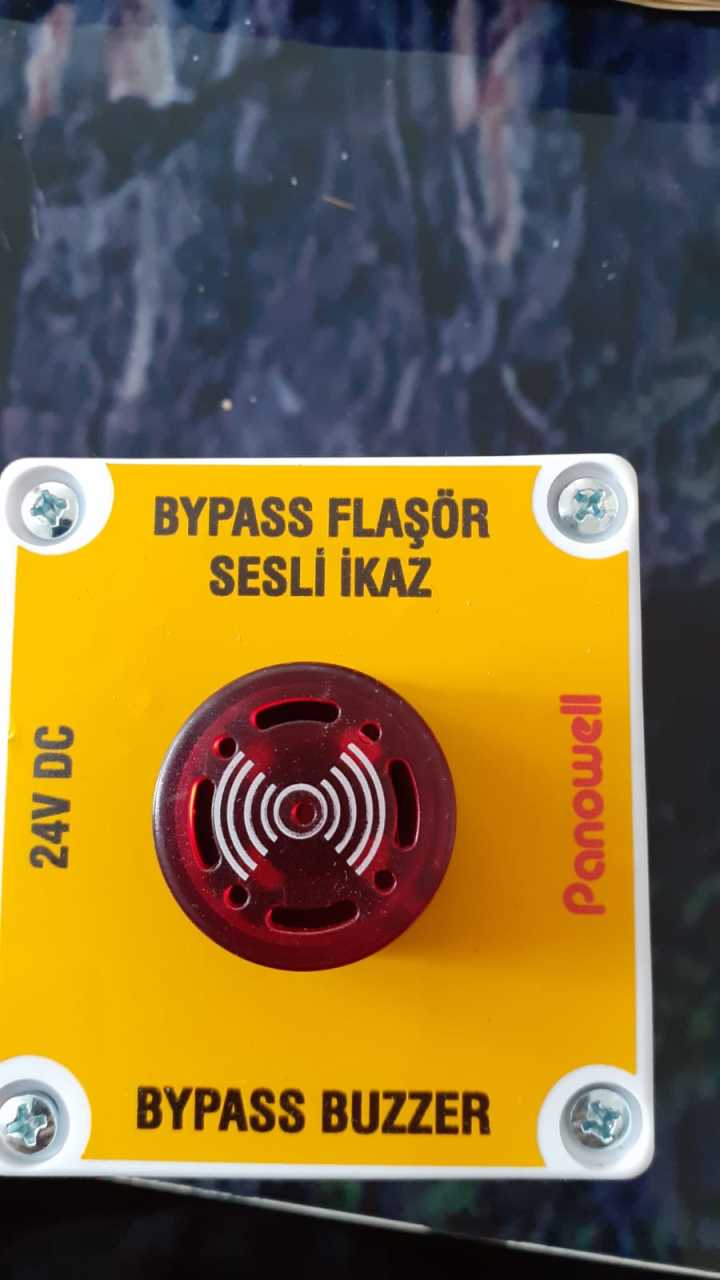 BYPASS FLAŞÖR
SESLİ İKAZ
24V DC
Panowell
BYPASS BUZZER